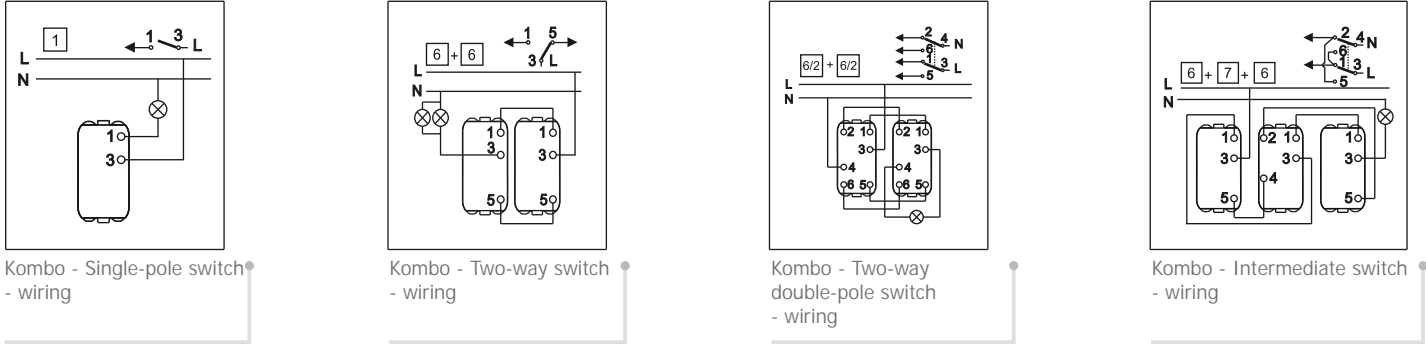 1
1 3 L
L
N
1
3
Kombo - Single-pole switch
- wiring
6 + 6
1 5
3 L
L
N
1 1
3 3
5 5
Kombo - Two-way switch
- wiring
6/2 + 6/2
2 4 N
6
1 3 L
5
L
N
2 1 2 1
3 3
4 4
6 5 6 5
Kombo - Two-way
double-pole switch
- wiring
6 + 7 + 6
2 4 N
6
1 3 L
5
L
N
1 2 1 1
3 3 3
4
5 5
Kombo - Intermediate switch
- wiring